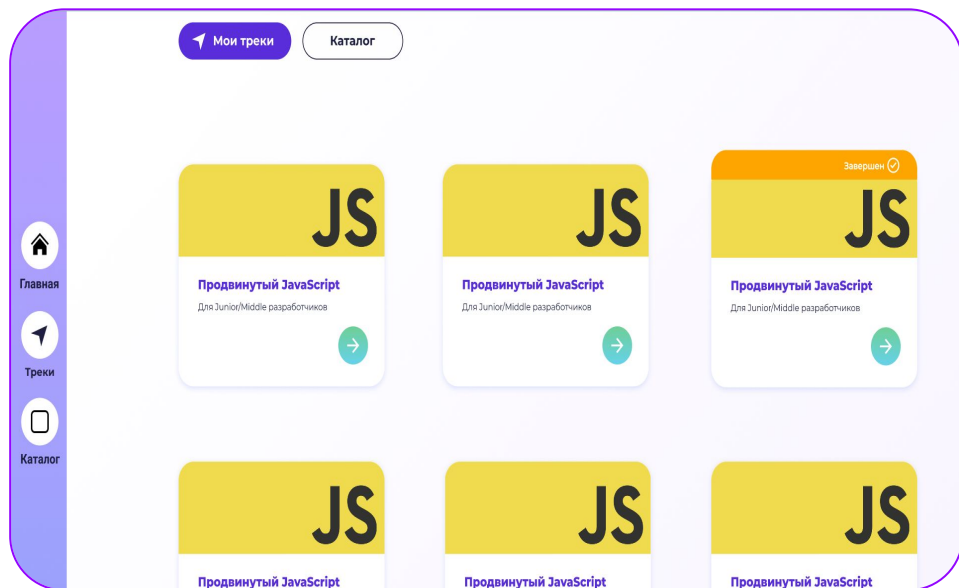 Мои треки
Каталог
Завершен
JS
JS
JS
Главная
Продвинутый JavaScript
Для Junior/Middle разработчиков
Продвинутый JavaScript
Для Junior/Middle разработчиков
Продвинутый JavaScript
Для Junior/Middle разработчиков
Треки
Каталог
JS
JS
JS
Продвинутый JavaScript
Продвинутый JavaScript
Продвинутый JavaScript